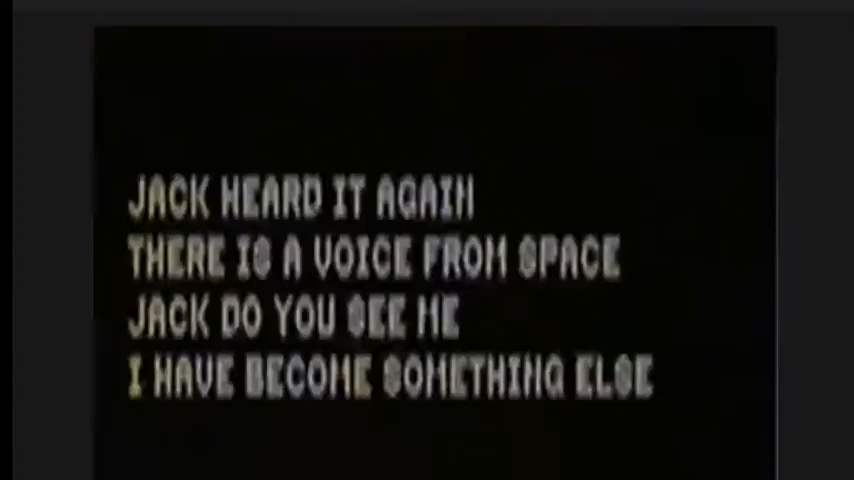 JACK HEARD IT AGAIN
THERE IS A VOICE FROM SPACE
JACK DO YOU SEE ME
I HAVE BECOME SOMETHING ELSE